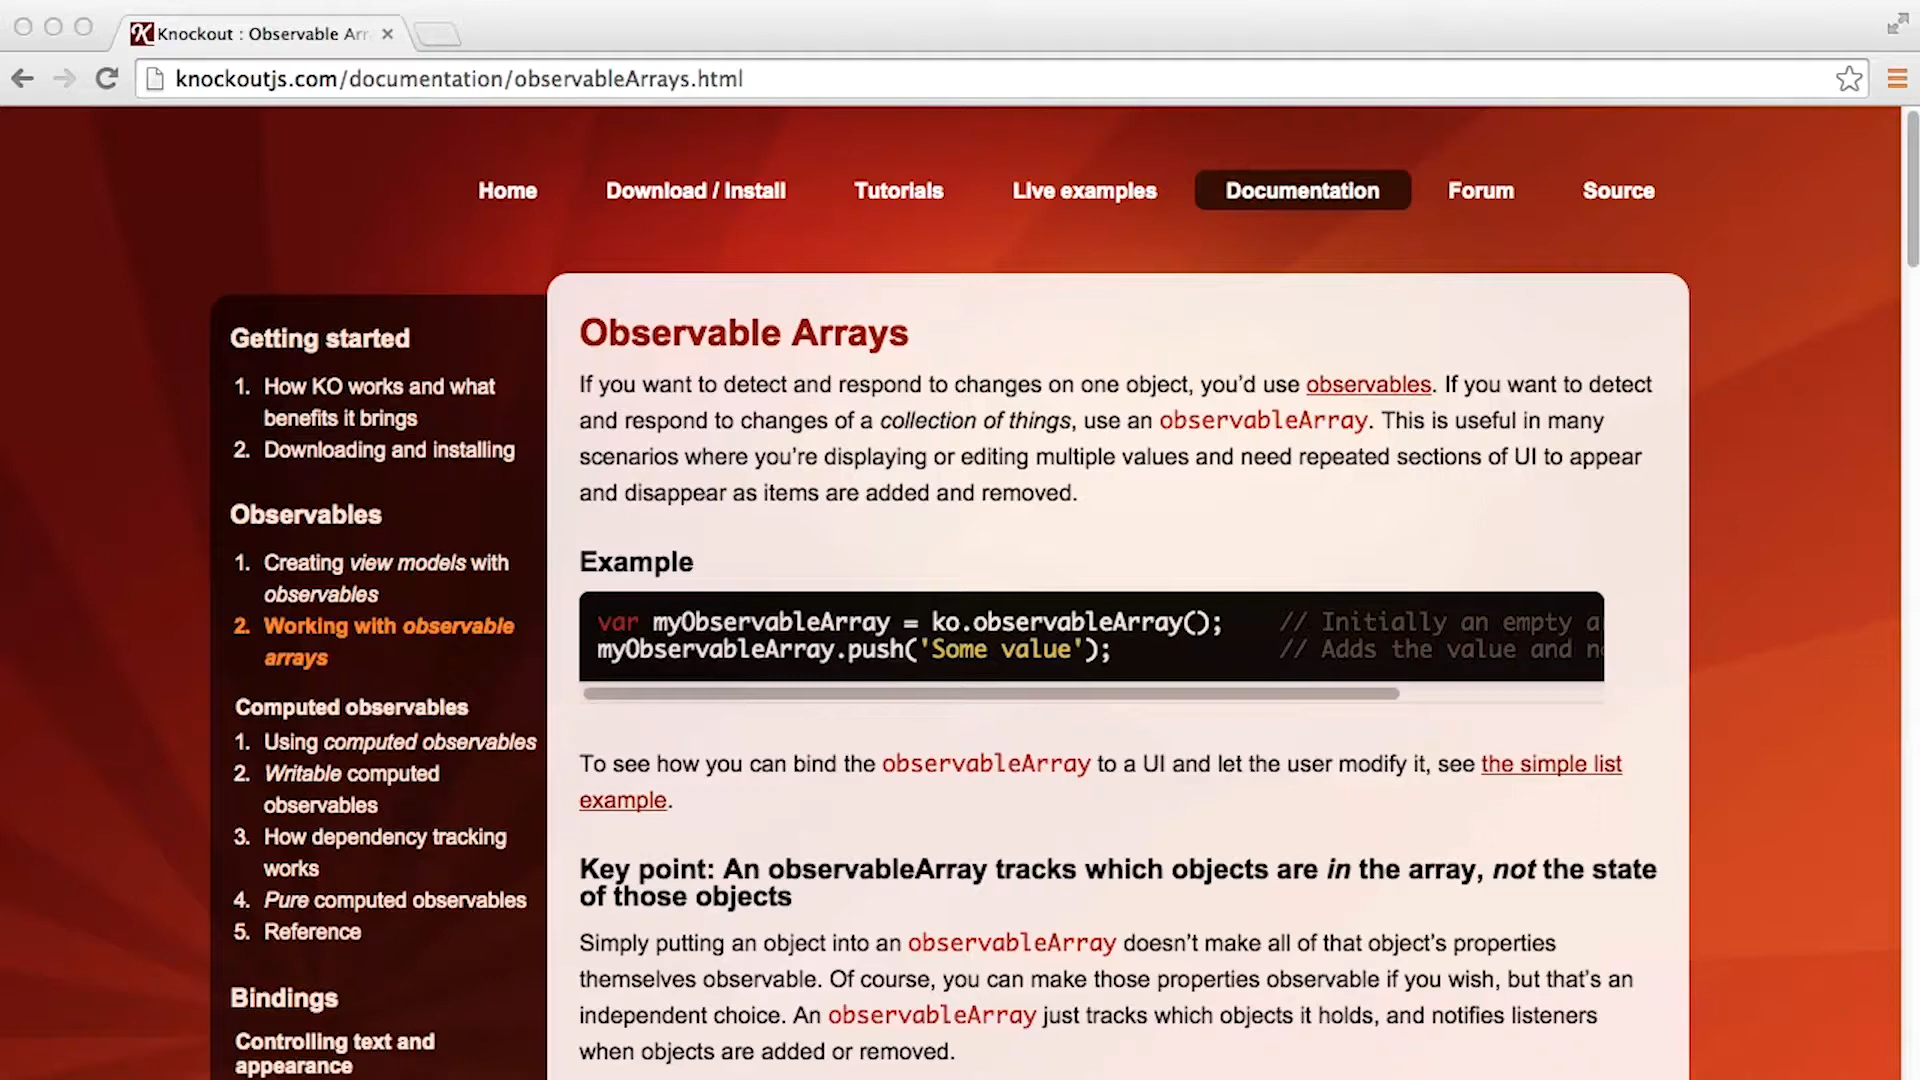 Knockout : Observable Arr
knockoutjs.com/documentation/observableArrays.html
Home Download / Install Tutorials Live examples Documentation Forum Source
Getting started
1. How KO works and what
benefits it brings
2. Downloading and installing
Observables
1. Creating view models with
observables
2. Working with observable
arrays
Computed observables
1. Using computed observables
2. Writable computed
observables
3. How dependency tracking
works
4. Pure computed observables
5. Reference
Bindings
Controlling text and
appearance
Observable Arrays
If you want to detect and respond to changes on one object, you’d use observables. If you want to detect
and respond to changes of a collection of things, use an observableArray. This is useful in many
scenarios where you’re displaying or editing multiple values and need repeated sections of UI to appear
and disappear as items are added and removed.
Example
var myObservableArray = ko.observableArray();    // Initially an empty a
myObservableArray.push('Some value');            // Adds the value and no
To see how you can bind the observableArray to a UI and let the user modify it, see the simple list
example.
Key point: An observableArray tracks which objects are in the array, not the state
of those objects
Simply putting an object into an observableArray doesn’t make all of that object’s properties
themselves observable. Of course, you can make those properties observable if you wish, but that’s an
independent choice. An observableArray just tracks which objects it holds, and notifies listeners
when objects are added or removed.